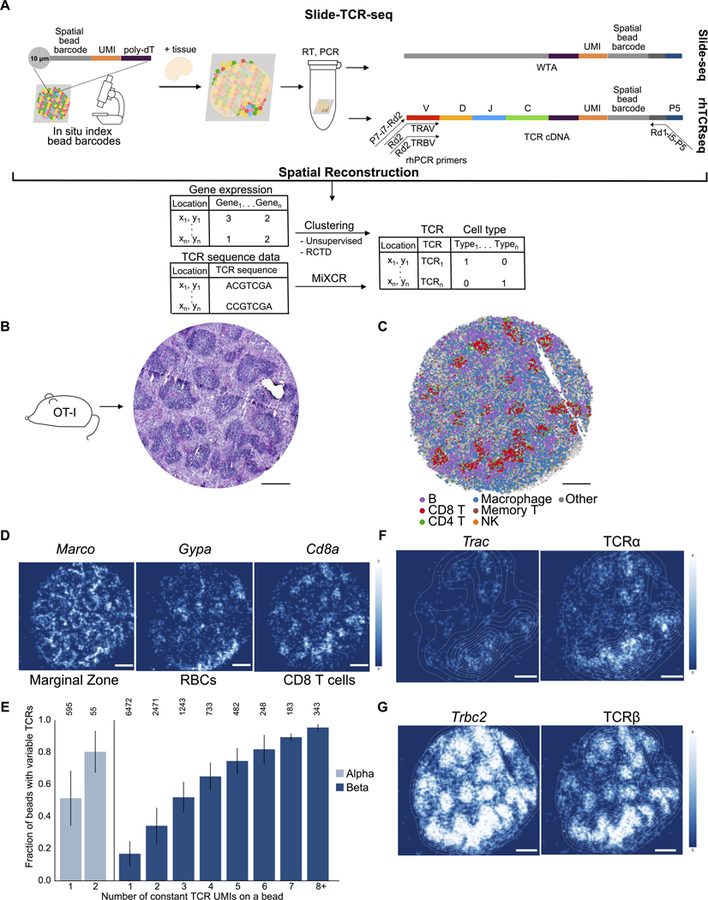 A
Slide-TCR-seq
Spatial bead barcode UMI poly-dT
10 μm
+ tissue
RT, PCR
In situ index bead barcodes
WTA UMI Spatial bead barcode
Slide-seq
V D J C UMI Spatial bead barcode P5
P7-i7-Rd2
Rd2 TRAV
Rd2 TRBV
rhPCR primers
TCR cDNA
Rd1-i5-P5
rhTCRseq
Spatial Reconstruction
Gene expression
Location Gene1. . . Genen
x1, y1 3 2
xn, yn 1 2
Clustering
- Unsupervised
- RCTD
TCR sequence data
Location TCR sequence
x1, y1 ACGTCGA
xn, yn CCGTCGA
MiXCR
TCR Cell type
Location TCR Type1. . . Typen
x1, y1 TCR1 1 0
xn, yn TCRn 0 1
B
OT-I
C
B Macrophage Other
CD8 T Memory T
CD4 T NK
D
Marco Gypa Cd8a
Marginal Zone RBCs CD8 T cells
E
595 55 6472 2471 1243 733 482 248 183 343
Fraction of beads with variable TCRs
1.0
0.8
0.6
0.4
0.2
0.0
Alpha
Beta
1 2 1 2 3 4 5 6 7 8+
Number of constant TCR UMIs on a bead
F
Trac TCRα
4
0
G
Trbc2 TCRβ
4
0